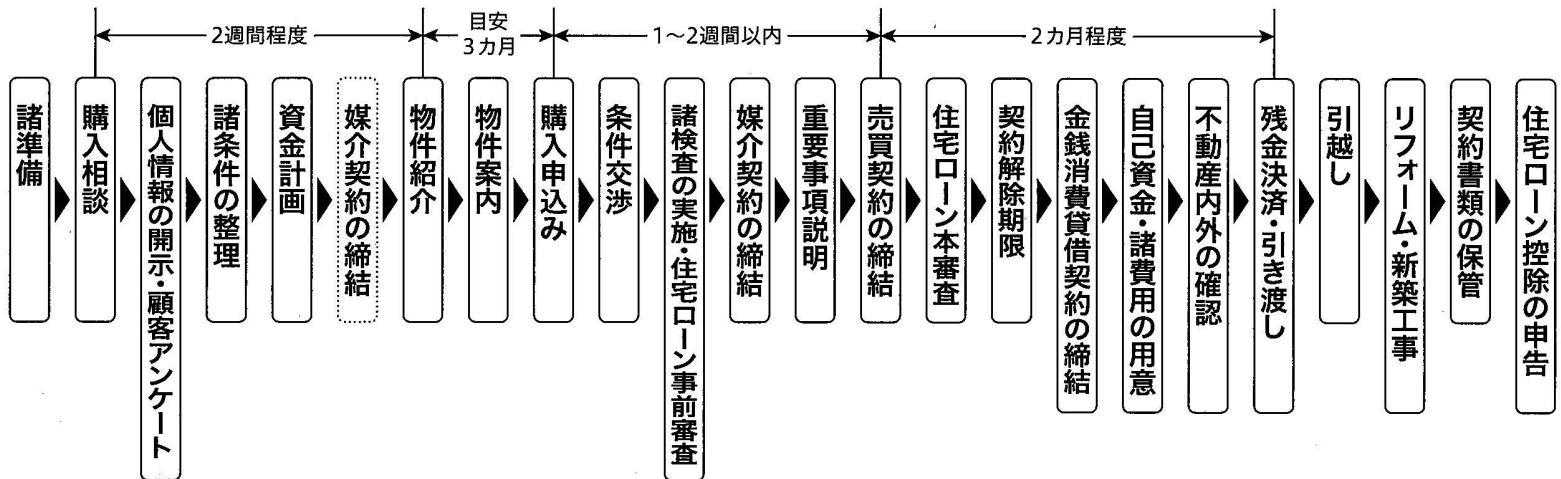 2週間程度
目安
3カ月
1～2週間以内
2カ月程度
諸準備
購入相談
個人情報の開示・顧客アンケート
諸条件の整理
資金計画
媒介契約の締結
物件紹介
物件案内
購入申込み
条件交渉
諸検査の実施・住宅ローン事前審査
媒介契約の締結
重要事項説明
売買契約の締結
住宅ローン本審査
契約解除期限
金銭消費貸借契約の締結
自己資金・諸費用の用意
不動産内外の確認
残金決済・引き渡し
引越し
リフォーム・新築工事
契約書類の保管
住宅ローン控除の申告